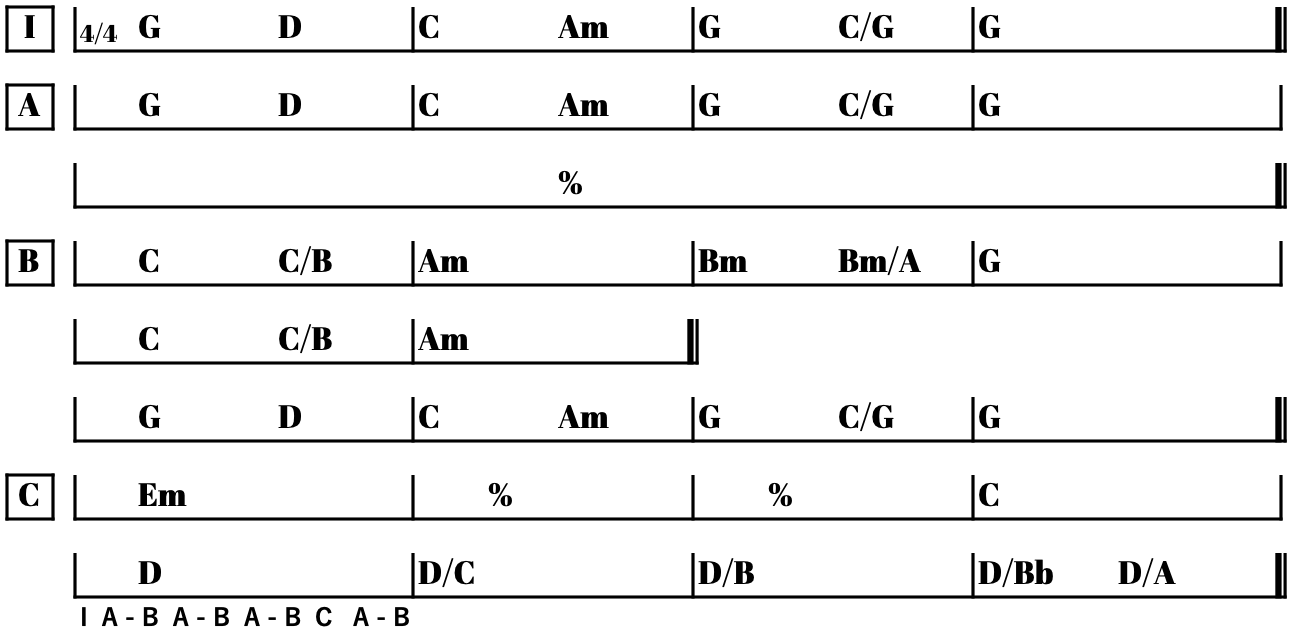 I 4/4 G D C Am G C/G G
A G D C Am G C/G G
%
B C C/B Am Bm Bm/A G
C C/B Am
G D C Am G C/G G
C Em % % C
D D/C D/B D/Bb D/A
I A - B A - B A - B C A - B